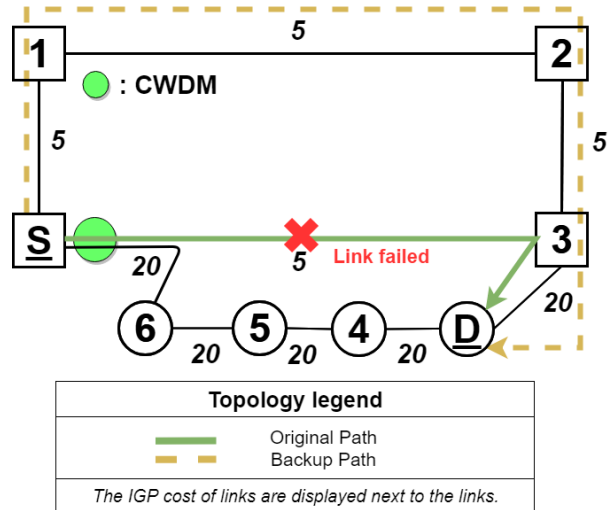 5
1
2
: CWDM
5
5
S
3
20
5
Link failed
20
6
5
4
D
20
20
20
Topology legend
Original Path
Backup Path
The IGP cost of links are displayed next to the links.